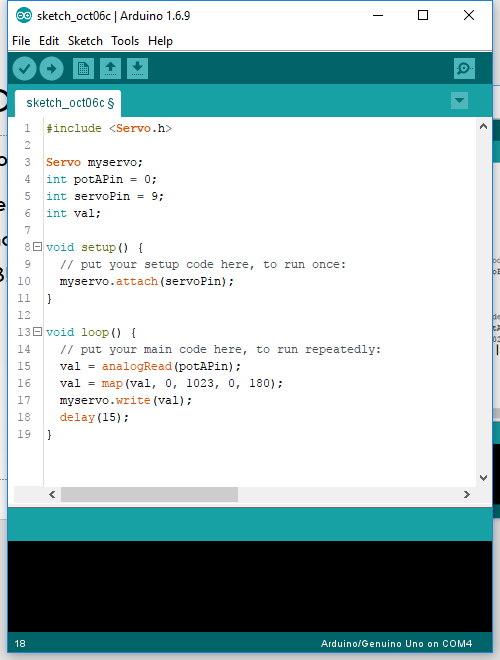 sketch_oct06c | Arduino 1.6.9
File Edit Sketch Tools Help
sketch_oct06c §
1 #include <Servo.h>
2
3 Servo myservo;
4 int potAPin = 0;
5 int servoPin = 9;
6 int val;
7
8 void setup() {
9   // put your setup code here, to run once:
10   myservo.attach(servoPin);
11 }
12
13 void loop() {
14   // put your main code here, to run repeatedly:
15   val = analogRead(potAPin);
16   val = map(val, 0, 1023, 0, 180);
17   myservo.write(val);
18   delay(15);
19 }
18 Arduino/Genuino Uno on COM4